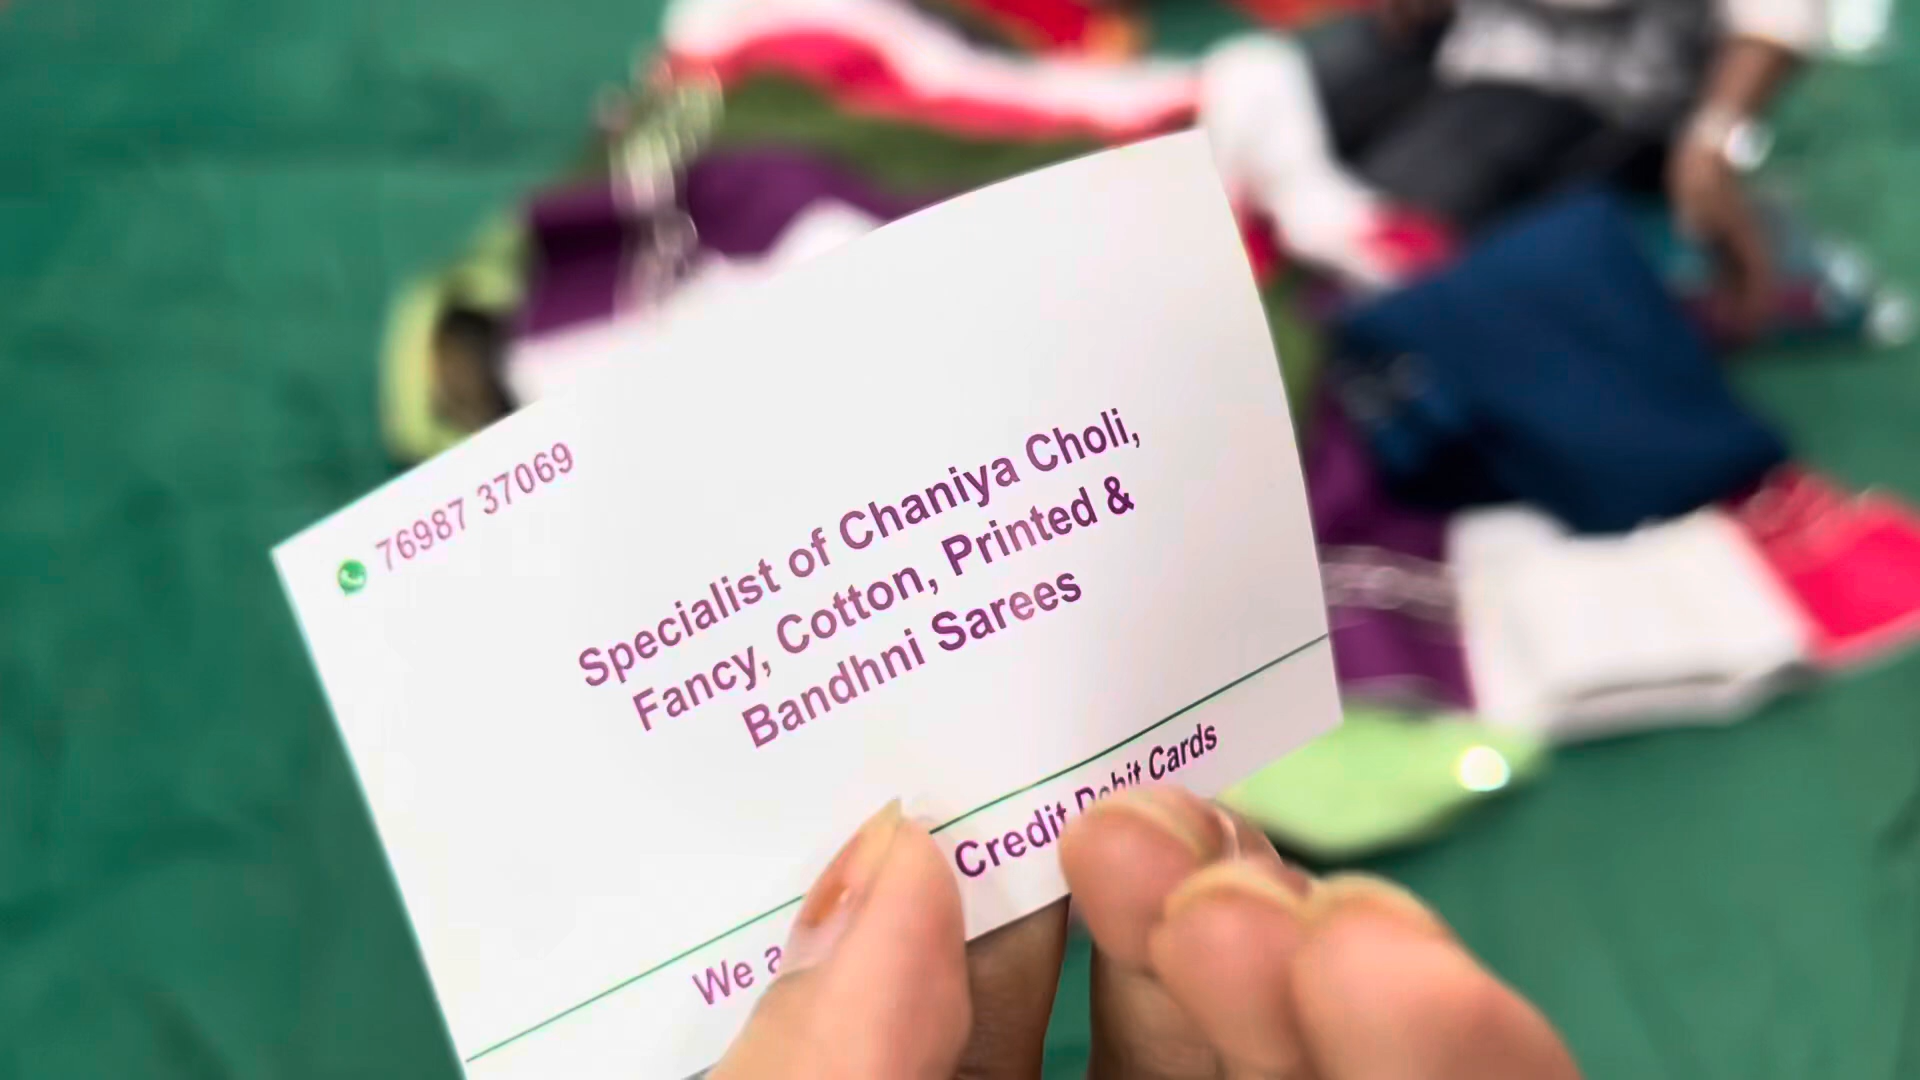 76987 37069
Specialist of Chaniya Choli,
Fancy, Cotton, Printed &
Bandhni Sarees
We
Credit Debit Cards